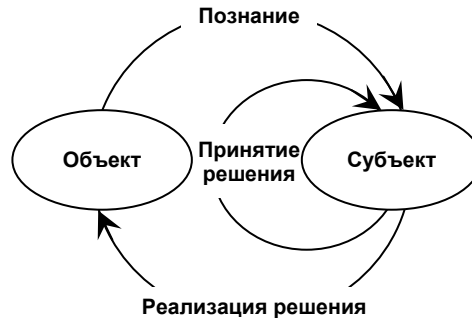 Познание
Объект
Принятие
решения
Субъект
Реализация решения